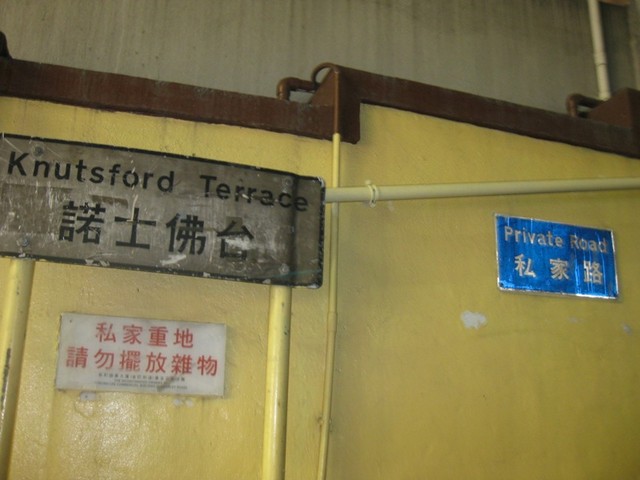 Knutsford Terrace
諾士佛台
Private Road
私家路
私家重地
請勿擺放雜物